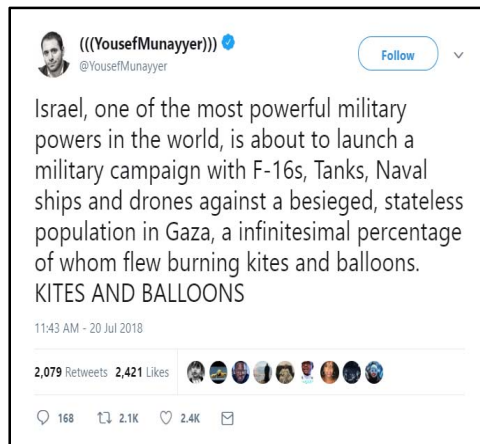 (((YousefMunayyer)))
@YousefMunayyer
Follow
Israel, one of the most powerful military
powers in the world, is about to launch a
military campaign with F-16s, Tanks, Naval
ships and drones against a besieged, stateless
population in Gaza, a infinitesimal percentage
of whom flew burning kites and balloons.
KITES AND BALLOONS
11:43 AM - 20 Jul 2018
2,079 Retweets 2,421 Likes
168 2.1K 2.4K